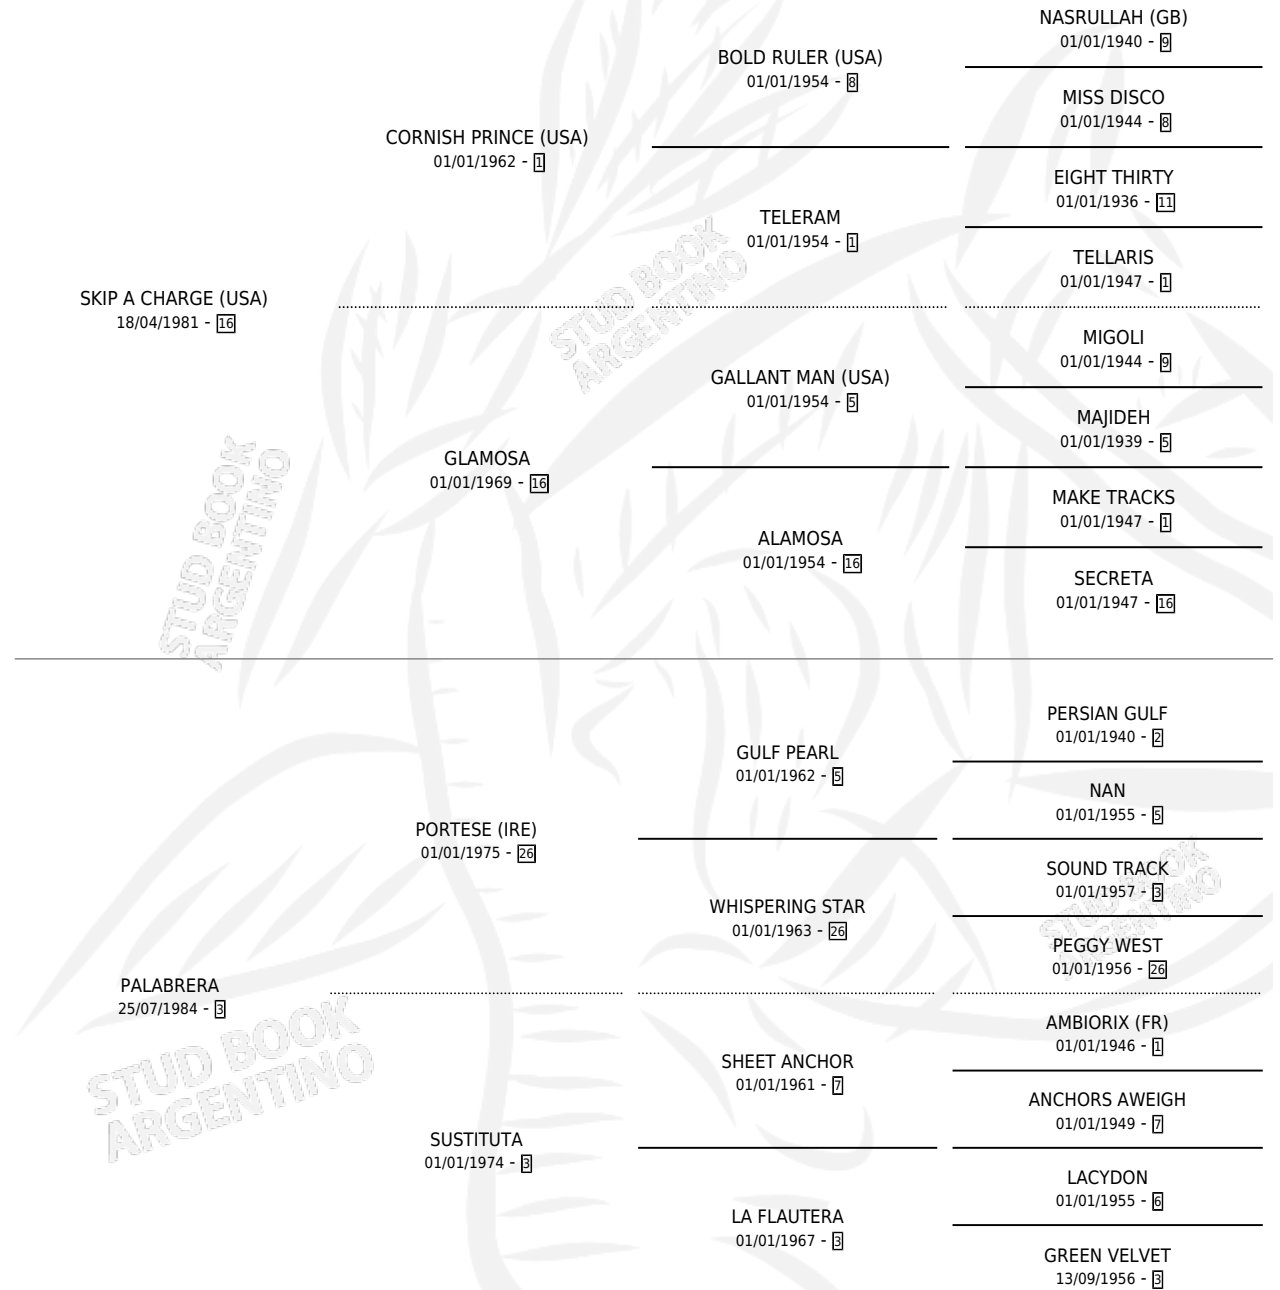 NASRULLAH (GB)
01/01/1940 - 9
BOLD RULER (USA)
01/01/1954 - 8
MISS DISCO
01/01/1944 - 8
CORNISH PRINCE (USA)
01/01/1962 - 1
EIGHT THIRTY
01/01/1936 - 11
TELERAM
01/01/1954 - 1
TELLARIS
01/01/1947 - 1
SKIP A CHARGE (USA)
18/04/1981 - 16
MIGOLI
01/01/1944 - 9
GALLANT MAN (USA)
01/01/1954 - 5
MAJIDEH
01/01/1939 - 5
GLAMOSA
01/01/1969 - 16
MAKE TRACKS
01/01/1947 - 1
ALAMOSA
01/01/1954 - 16
SECRETA
01/01/1947 - 16
PERSIAN GULF
01/01/1940 - 2
GULF PEARL
01/01/1962 - 5
NAN
01/01/1955 - 5
PORTESE (IRE)
01/01/1975 - 26
SOUND TRACK
01/01/1957 - 3
WHISPERING STAR
01/01/1963 - 26
PEGGY WEST
01/01/1956 - 26
PALABRERA
25/07/1984 - 3
AMBIORIX (FR)
01/01/1946 - 1
SHEET ANCHOR
01/01/1961 - 7
ANCHORS AWEIGH
01/01/1949 - 7
SUSTITUTA
01/01/1974 - 3
LACYDON
01/01/1955 - 6
LA FLAUTERA
01/01/1967 - 3
GREEN VELVET
13/09/1956 - 3
STUD BOOK
ARGENTINO
STUD BOOK
ARGENTINO
STUD BOOK
ARGENTINO
STUD BOOK
ARGENTINO